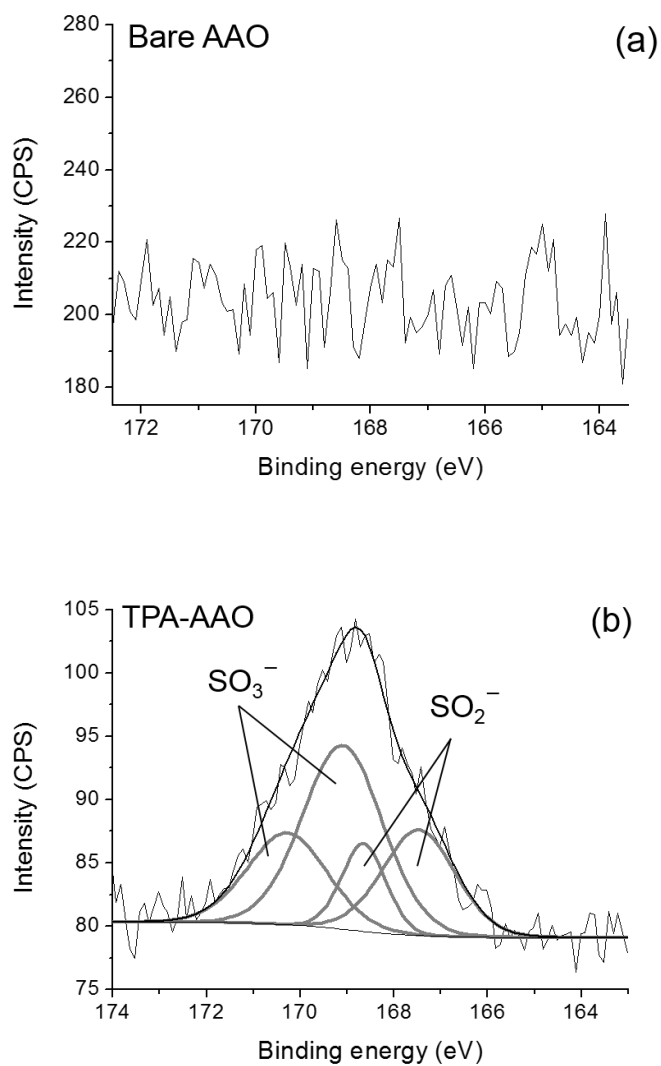 Bare AAO
(a)
280
260
240
220
200
180
Intensity (CPS)
172 170 168 166 164
Binding energy (eV)
TPA-AAO
(b)
SO₃⁻
SO₂⁻
105
100
95
90
85
80
75
Intensity (CPS)
174 172 170 168 166 164
Binding energy (eV)